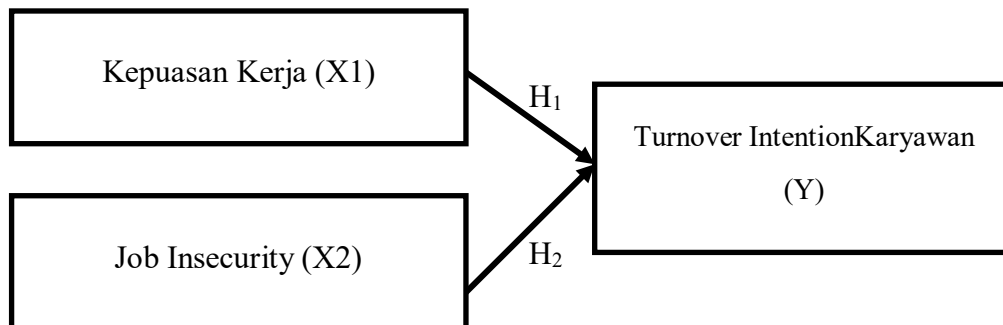 Kepuasan Kerja (X1)
H₁
Turnover IntentionKaryawan
(Y)
Job Insecurity (X2)
H₂